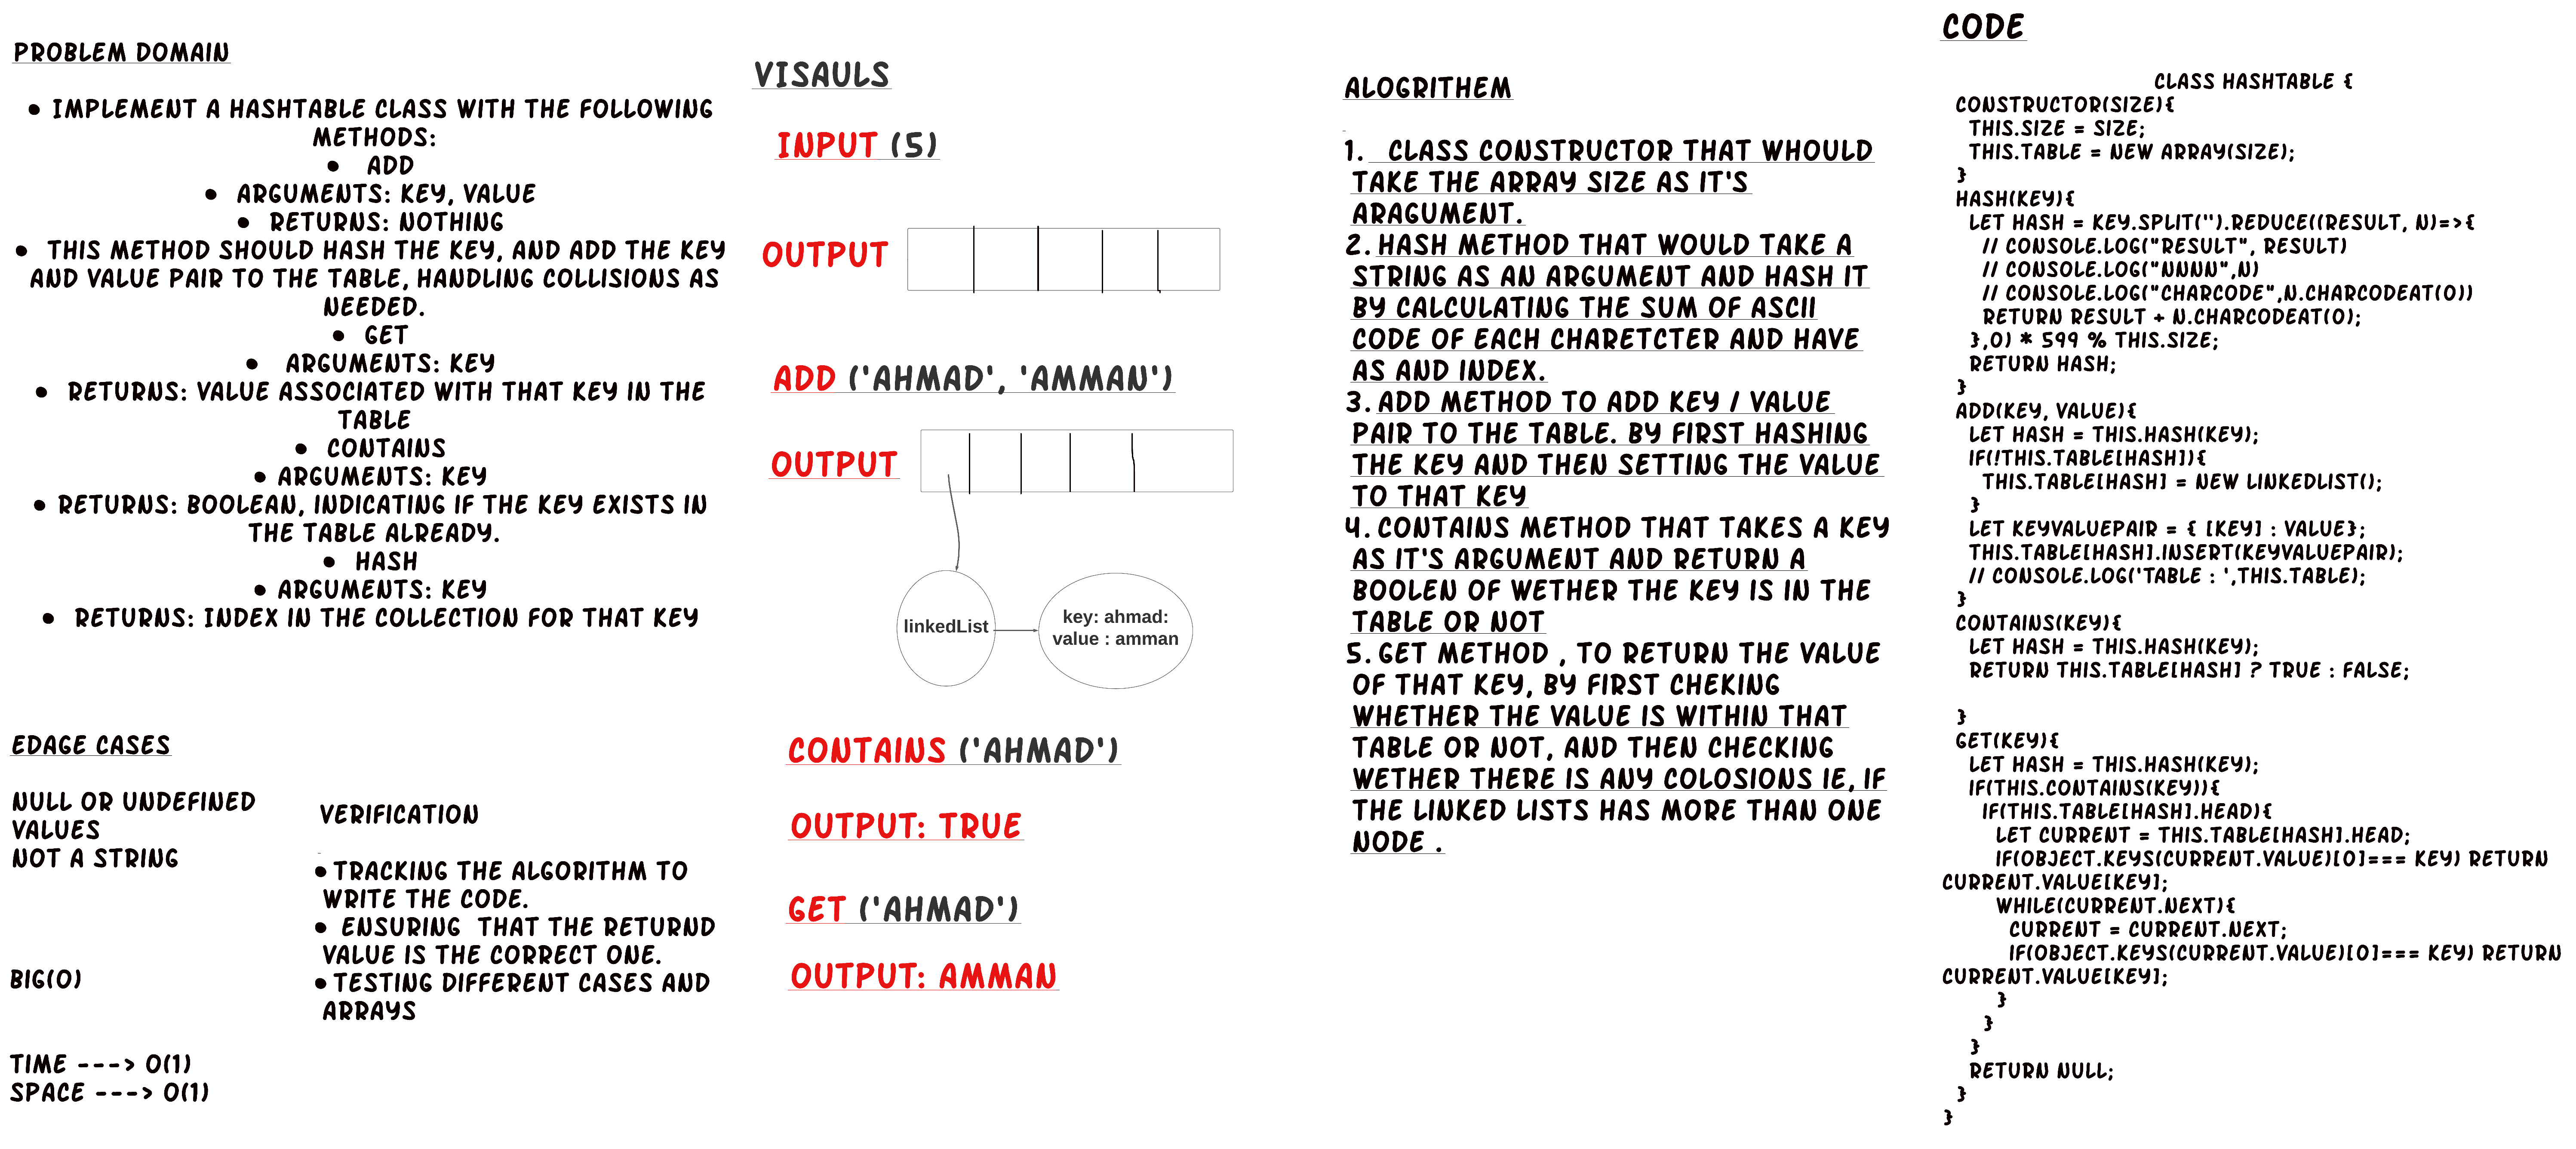 PROBLEM DOMAIN
• IMPLEMENT A HASHTABLE CLASS WITH THE FOLLOWING
METHODS:
• ADD
• ARGUMENTS: KEY, VALUE
• RETURNS: NOTHING
• THIS METHOD SHOULD HASH THE KEY, AND ADD THE KEY
AND VALUE PAIR TO THE TABLE, HANDLING COLLISIONS AS
NEEDED.
• GET
• ARGUMENTS: KEY
• RETURNS: VALUE ASSOCIATED WITH THAT KEY IN THE
TABLE
• CONTAINS
• ARGUMENTS: KEY
• RETURNS: BOOLEAN, INDICATING IF THE KEY EXISTS IN
THE TABLE ALREADY.
• HASH
• ARGUMENTS: KEY
• RETURNS: INDEX IN THE COLLECTION FOR THAT KEY
EDAGE CASES
NULL OR UNDEFINED
VALUES
NOT A STRING
BIG(O)
TIME ---> O(1)
SPACE ---> O(1)
VERIFICATION
• TRACKING THE ALGORITHM TO
WRITE THE CODE.
• ENSURING THAT THE RETURND
VALUE IS THE CORRECT ONE.
• TESTING DIFFERENT CASES AND
ARRAYS
VISAULS
INPUT (5)
OUTPUT
ADD ('AHMAD', 'AMMAN')
OUTPUT
linkedList
key: ahmad:
value : amman
CONTAINS ('AHMAD')
OUTPUT: TRUE
GET ('AHMAD')
OUTPUT: AMMAN
ALOGRITHEM
1. CLASS CONSTRUCTOR THAT WHOULD
TAKE THE ARRAY SIZE AS IT'S
ARAGUMENT.
2. HASH METHOD THAT WOULD TAKE A
STRING AS AN ARGUMENT AND HASH IT
BY CALCULATING THE SUM OF ASCII
CODE OF EACH CHARETCTER AND HAVE
AS AND INDEX.
3. ADD METHOD TO ADD KEY / VALUE
PAIR TO THE TABLE. BY FIRST HASHING
THE KEY AND THEN SETTING THE VALUE
TO THAT KEY
4. CONTAINS METHOD THAT TAKES A KEY
AS IT'S ARGUMENT AND RETURN A
BOOLEN OF WETHER THE KEY IS IN THE
TABLE OR NOT
5. GET METHOD , TO RETURN THE VALUE
OF THAT KEY, BY FIRST CHEKING
WHETHER THE VALUE IS WITHIN THAT
TABLE OR NOT, AND THEN CHECKING
WETHER THERE IS ANY COLOSIONS IE, IF
THE LINKED LISTS HAS MORE THAN ONE
NODE .
CODE
CLASS HASHTABLE {
CONSTRUCTOR(SIZE){
THIS.SIZE = SIZE;
THIS.TABLE = NEW ARRAY(SIZE);
}
HASH(KEY){
LET HASH = KEY.SPLIT('').REDUCE((RESULT, N)=>{
// CONSOLE.LOG("RESULT", RESULT)
// CONSOLE.LOG("NNNN",N)
// CONSOLE.LOG("CHARCODE",N.CHARCODEAT(0))
RETURN RESULT + N.CHARCODEAT(0);
},0) * 599 % THIS.SIZE;
RETURN HASH;
}
ADD(KEY, VALUE){
LET HASH = THIS.HASH(KEY);
IF(!THIS.TABLE[HASH]){
THIS.TABLE[HASH] = NEW LINKEDLIST();
}
LET KEYVALUEPAIR = { [KEY] : VALUE};
THIS.TABLE[HASH].INSERT(KEYVALUEPAIR);
// CONSOLE.LOG('TABLE : ',THIS.TABLE);
}
CONTAINS(KEY){
LET HASH = THIS.HASH(KEY);
RETURN THIS.TABLE[HASH] ? TRUE : FALSE;
}
GET(KEY){
LET HASH = THIS.HASH(KEY);
IF(THIS.CONTAINS(KEY)){
IF(THIS.TABLE[HASH].HEAD){
LET CURRENT = THIS.TABLE[HASH].HEAD;
IF(OBJECT.KEYS(CURRENT.VALUE)[0]=== KEY) RETURN
CURRENT.VALUE[KEY];
WHILE(CURRENT.NEXT){
CURRENT = CURRENT.NEXT;
IF(OBJECT.KEYS(CURRENT.VALUE)[0]=== KEY) RETURN
CURRENT.VALUE[KEY];
}
}
}
RETURN NULL;
}
}